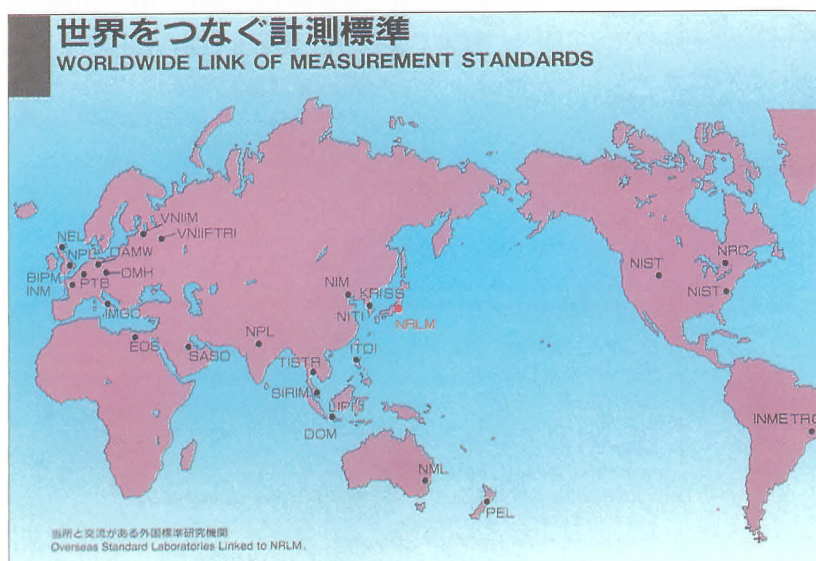 世界をつなぐ計測標準
WORLDWIDE LINK OF MEASUREMENT STANDARDS
VNIIM
VNIIFTRI
NEL
NPL
DAMW
OMH
BIPM
PTB
INM
IMGC
EOS
SASO
NPL
NIM
KRISS
NITI
NRLM
ITDI
TISTR
SIRIM
LIPI
DOM
NML
PEL
NRC
NIST
NIST
INMETRO
当所と交流がある外国標準研究機関
Overseas Standard Laboratories Linked to NRLM.